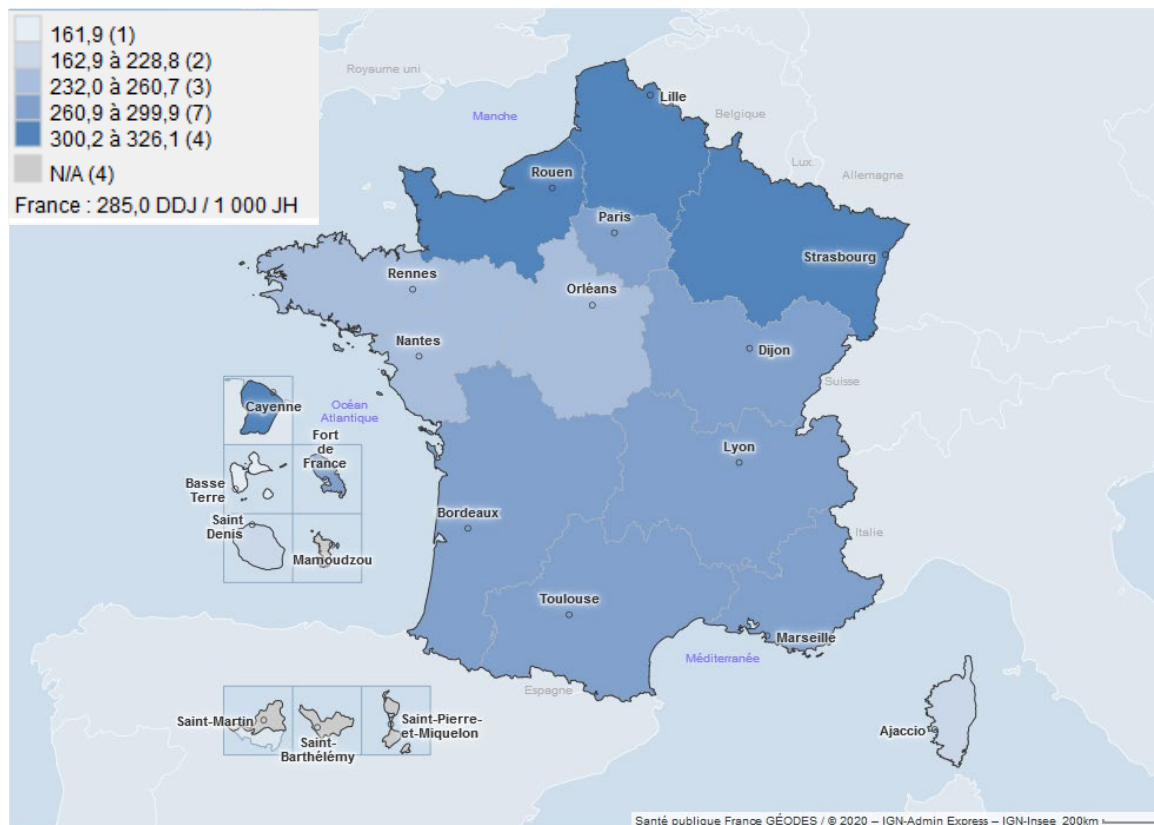 161,9 (1)
162,9 à 228,8 (2)
232,0 à 260,7 (3)
260,9 à 299,9 (7)
300,2 à 326,1 (4)
N/A (4)
France : 285,0 DDJ / 1 000 JH
Royaume uni
Manche
Lille
Belgique
Lux.
Allemagne
Rouen
Paris
Strasbourg
Rennes
Orléans
Nantes
Dijon
Suisse
Cayenne
Océan
Atlantique
Fort
de
France
Basse
Terre
Lyon
Saint
Denis
Mamoudzou
Bordeaux
Italie
Toulouse
Marseille
Méditerranée
Espagne
Saint-Martin
Saint-
Barthélémy
Saint-Pierre-
et-Miquelon
Ajaccio
Santé publique France GÉODES / © 2020 – IGN-Admin Express – IGN-Insee 200km